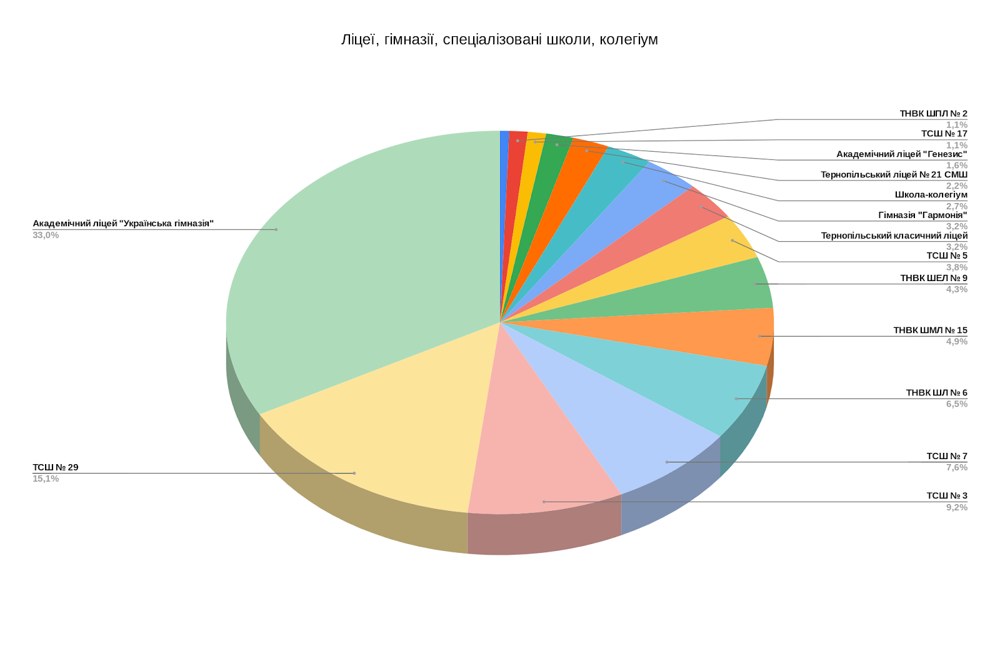 Ліцеї, гімназії, спеціалізовані школи, колегіум
ТНВК ШПЛ № 2
1,1%
ТСШ № 17
1,1%
Академічний ліцей "Генезис"
1,6%
Тернопільський ліцей № 21 СМШ
2,2%
Школа-колегіум
2,7%
Гімназія "Гармонія"
3,2%
Тернопільський класичний ліцей
3,2%
ТСШ № 5
3,8%
ТНВК ШЕЛ № 9
4,3%
ТНВК ШМЛ № 15
4,9%
ТНВК ШЛ № 6
6,5%
ТСШ № 7
7,6%
ТСШ № 3
9,2%
Академічний ліцей "Українська гімназія"
33,0%
ТСШ № 29
15,1%